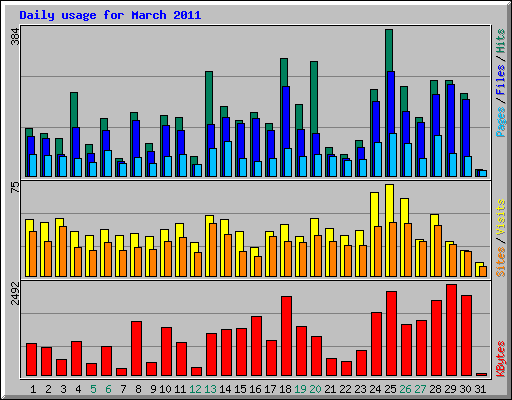 Daily usage for March 2011
384
Pages / Files / Hits
75
Sites / Visits
2492
KBytes
1 2 3 4 5 6 7 8 9 10 11 12 13 14 15 16 17 18 19 20 21 22 23 24 25 26 27 28 29 30 31